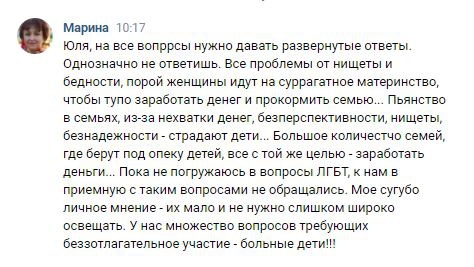 Марина 10:17
Юля, на все вопррсы нужно давать развернутые ответы.
Однозначно не ответишь. Все проблемы от нищеты и
бедности, порой женщины идут на суррагатное материнство,
чтобы тупо заработать денег и прокормить семью... Пьянство
в семьях, из-за нехватки денег, безперспективности, нищеты,
безнадежности - страдают дети... Большое количестчо семей,
где берут под опеку детей, все с той же целью - заработать
деньги... Пока не погружаюсь в вопросы ЛГБТ, к нам в
приемную с таким вопросами не обращались. Мое сугубо
личное мнение - их мало и не нужно слишком широко
освещать. У нас множество вопросов требующих
беззотлагательное участие - больные дети!!!